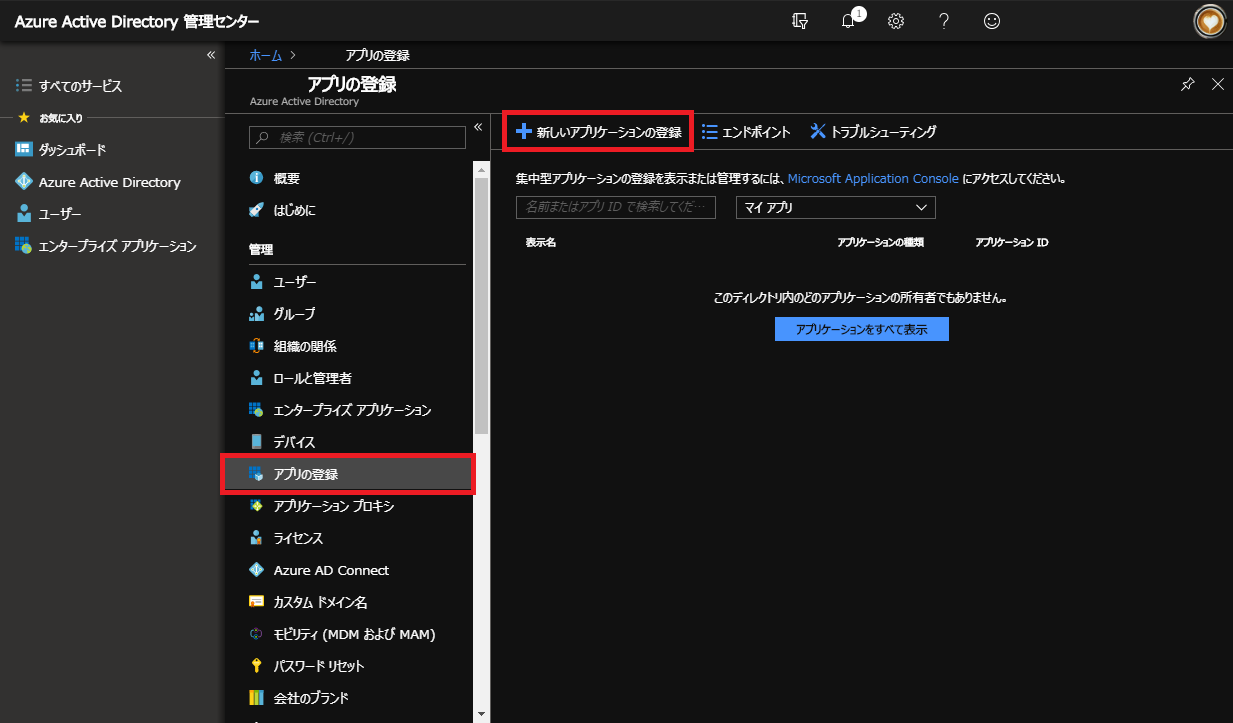 Azure Active Directory 管理センター
1
«
すべてのサービス
お気に入り
ダッシュボード
Azure Active Directory
ユーザー
エンタープライズ アプリケーション
ホーム > アプリの登録
アプリの登録
Azure Active Directory
検索 (Ctrl+/)
«
概要
はじめに
管理
ユーザー
グループ
組織の関係
ロールと管理者
エンタープライズ アプリケーション
デバイス
アプリの登録
アプリケーション プロキシ
ライセンス
Azure AD Connect
カスタム ドメイン名
モビリティ (MDM および MAM)
パスワード リセット
会社のブランド
新しいアプリケーションの登録 エンドポイント トラブルシューティング
集中型アプリケーションの登録を表示または管理するには、Microsoft Application Console にアクセスしてください。
名前またはアプリ ID で検索してくだ… マイ アプリ
表示名 アプリケーションの種類 アプリケーション ID
このディレクトリ内のどのアプリケーションの所有者でもありません。
アプリケーションをすべて表示